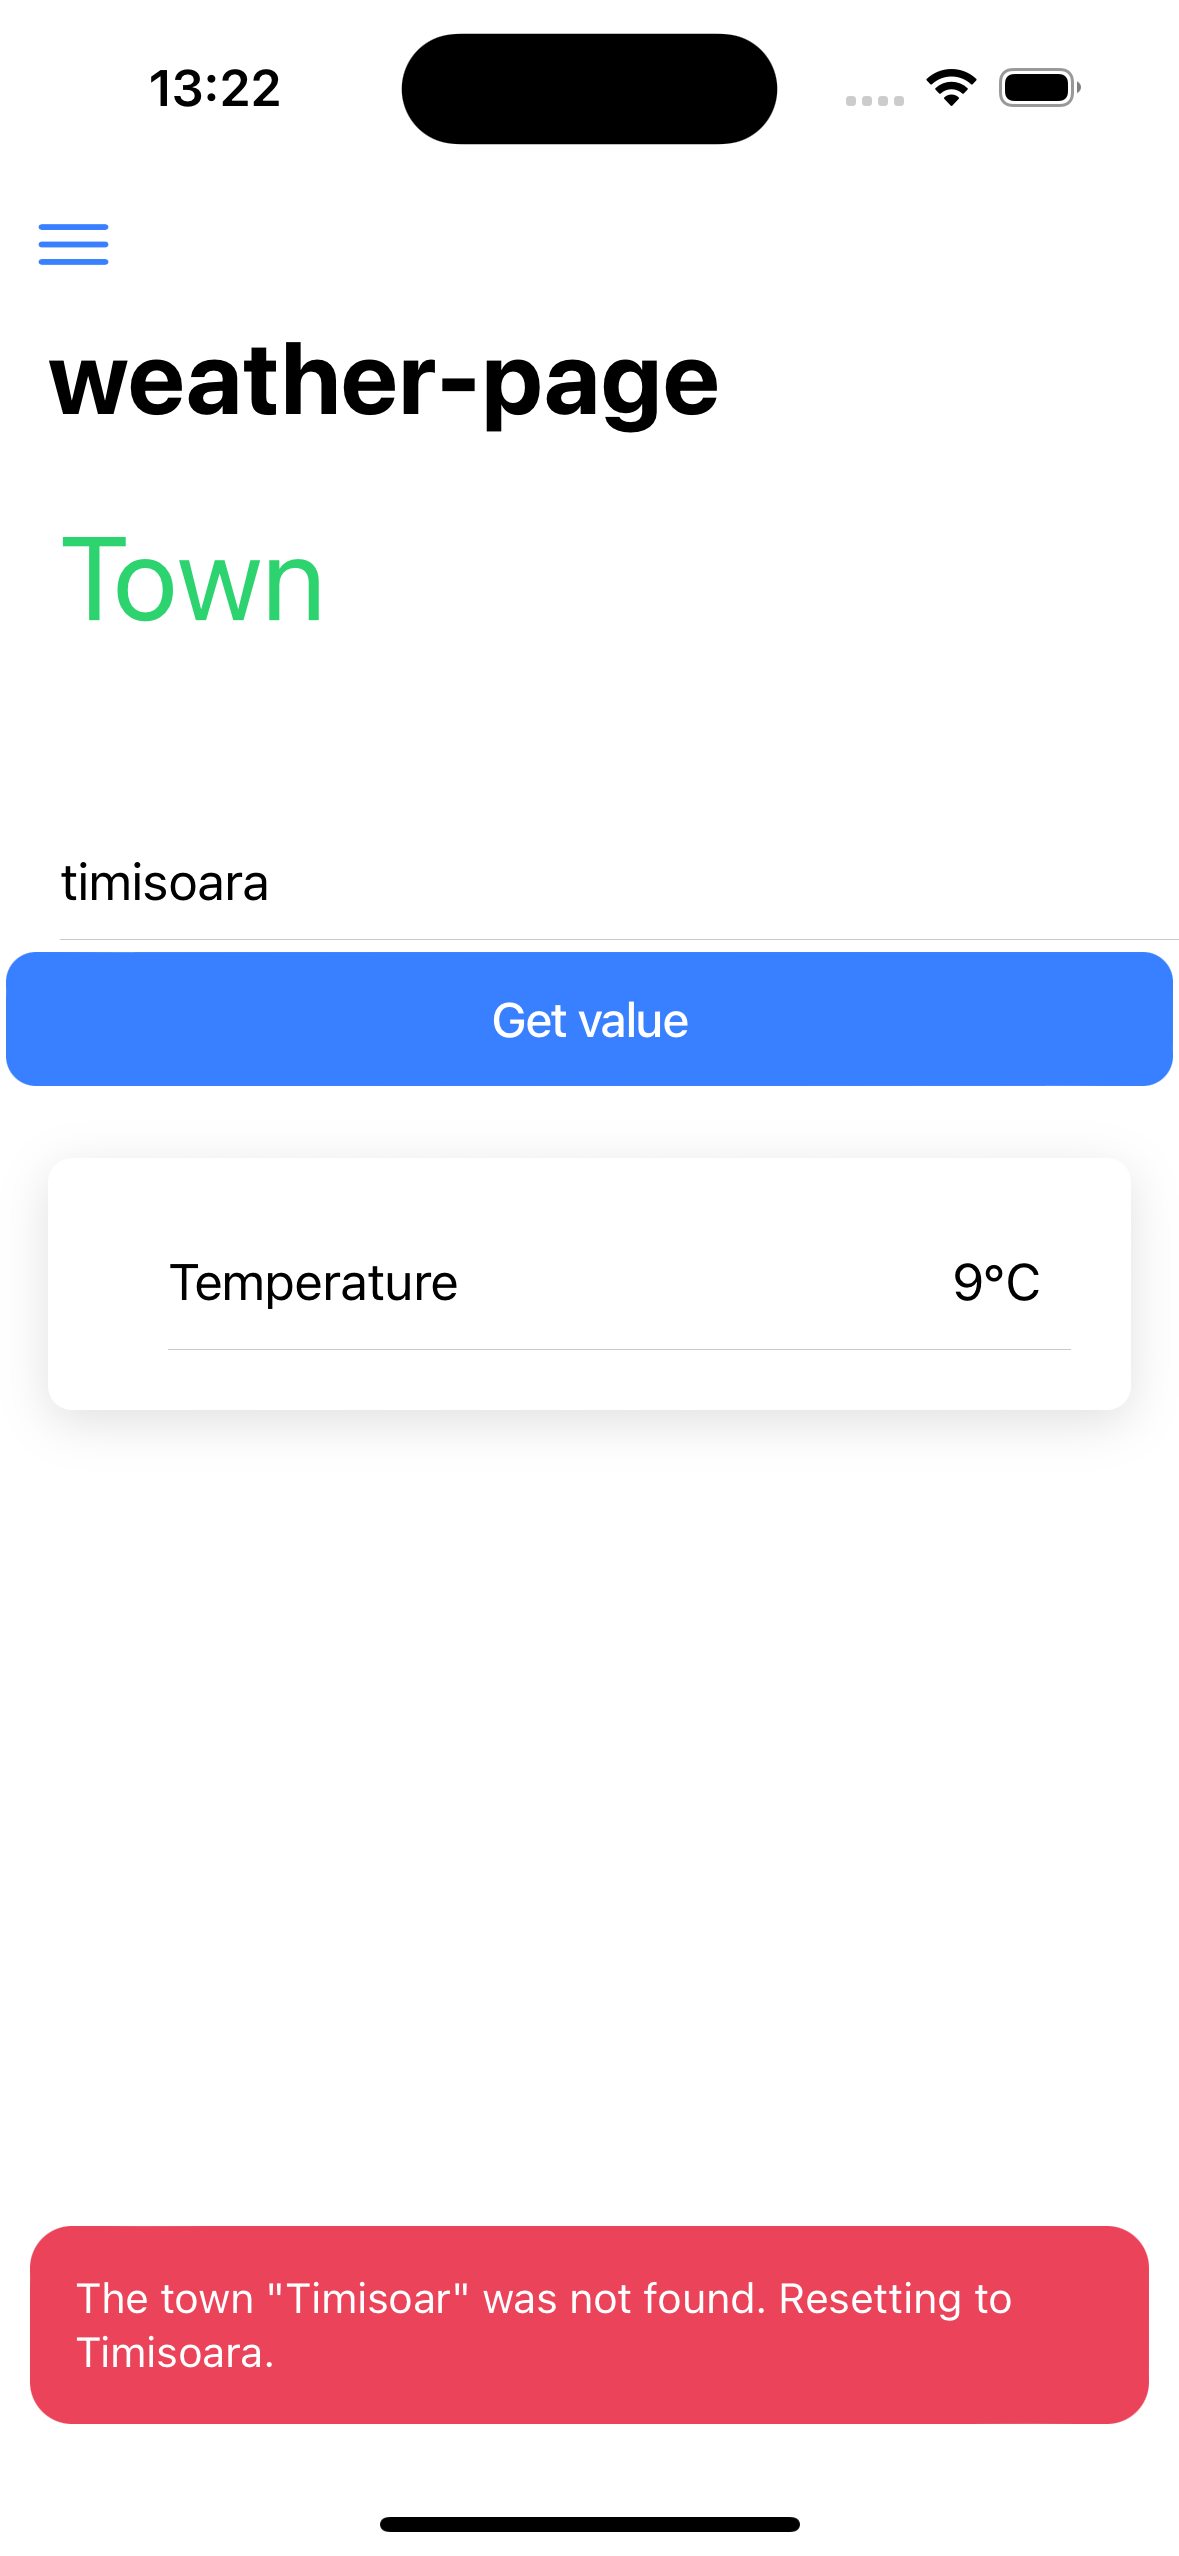 13:22
weather-page
Town
timisoara
Get value
Temperature 9°C
The town "Timisoar" was not found. Resetting to
Timisoara.